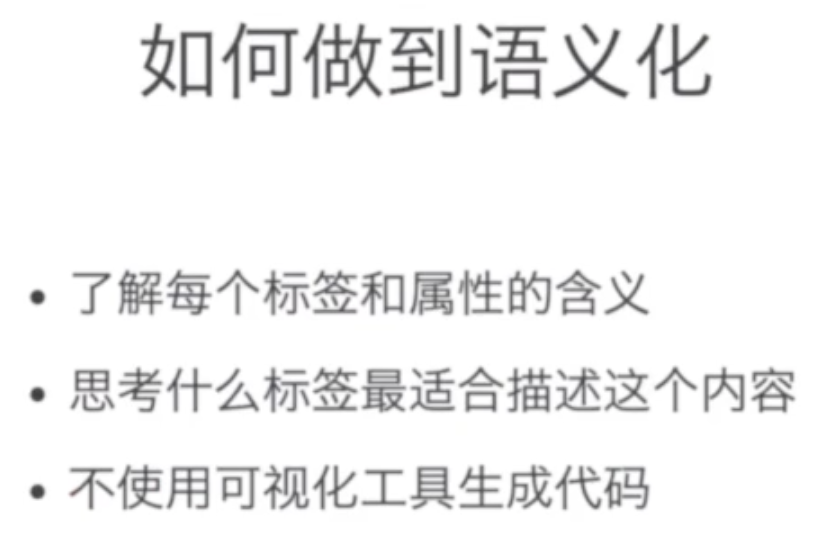 如何做到语义化
• 了解每个标签和属性的含义
• 思考什么标签最适合描述这个内容
• 不使用可视化工具生成代码